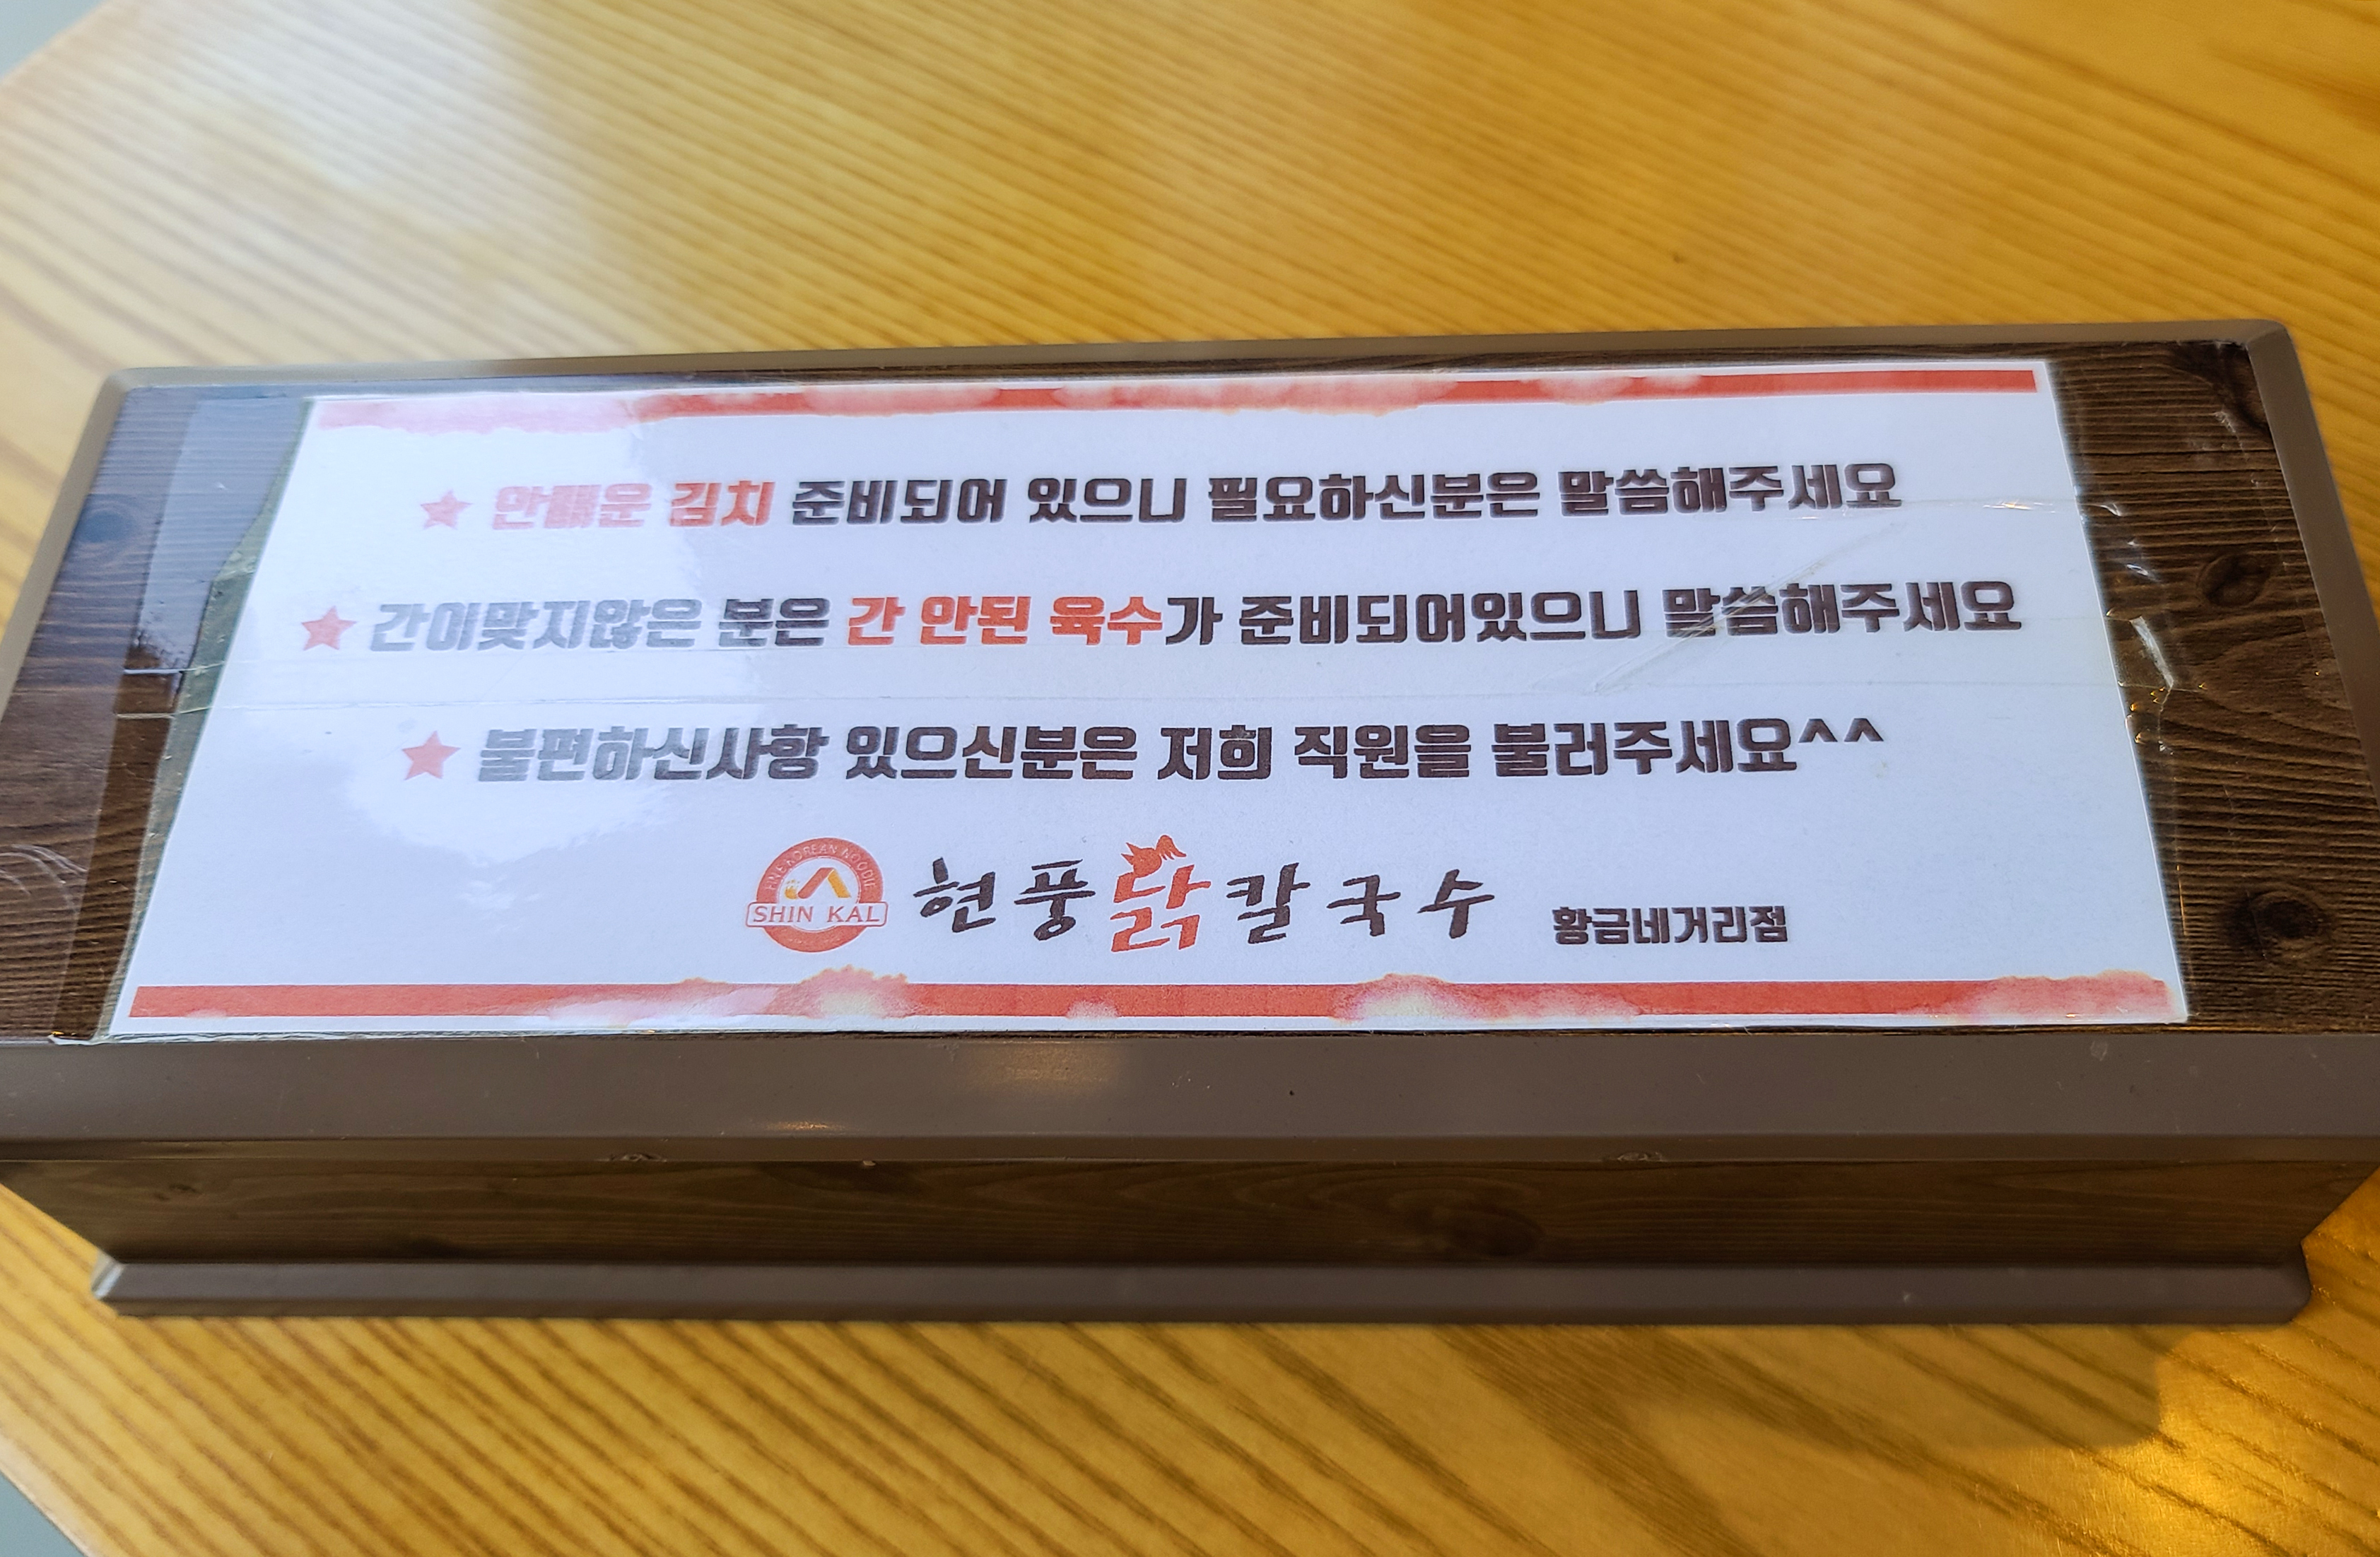 ★ 안매운 김치 준비되어 있으니 필요하신분은 말씀해주세요
★ 간이맞지않은 분은 간 안된 육수가 준비되어있으니 말씀해주세요
★ 불편하신사항 있으신분은 저희 직원을 불러주세요^^
KOREAN NOODLE
SHIN KAL
현풍닭칼국수 황금네거리점